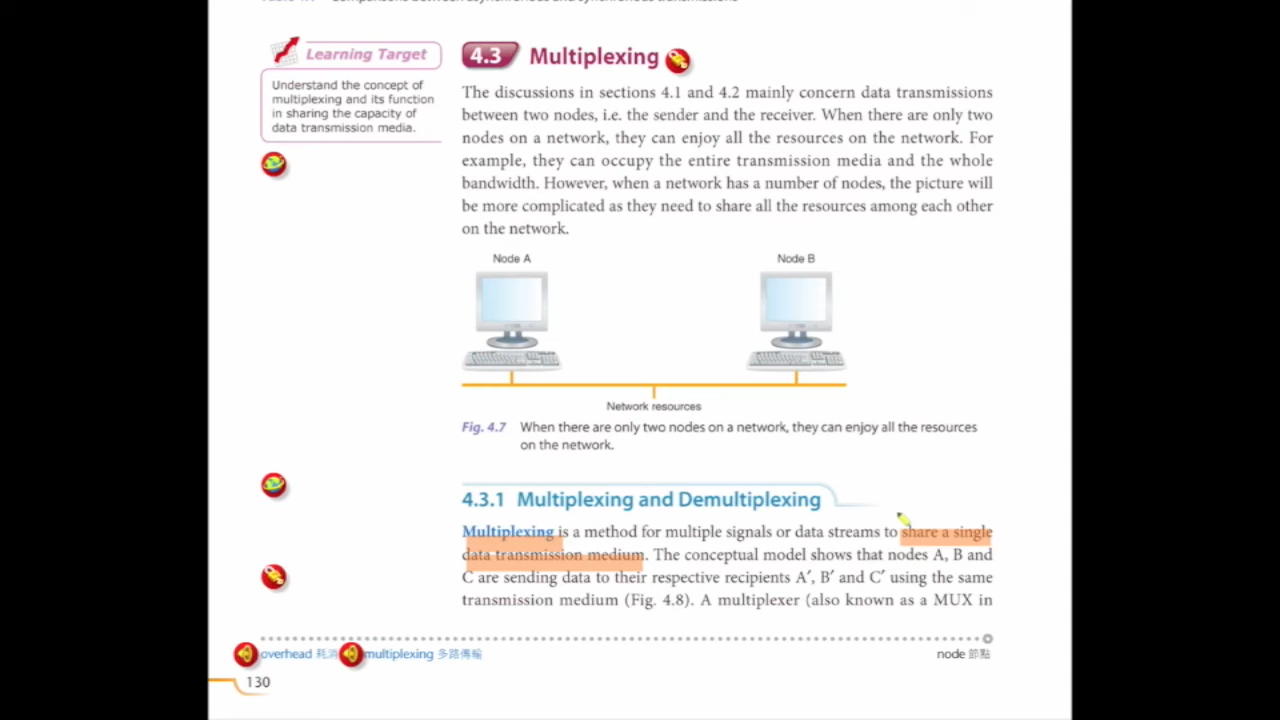 Comparisons between asynchronous and synchronous transmissions
Learning Target
Understand the concept of
multiplexing and its function
in sharing the capacity of
data transmission media.
4.3 Multiplexing
The discussions in sections 4.1 and 4.2 mainly concern data transmissions
between two nodes, i.e. the sender and the receiver. When there are only two
nodes on a network, they can enjoy all the resources on the network. For
example, they can occupy the entire transmission media and the whole
bandwidth. However, when a network has a number of nodes, the picture will
be more complicated as they need to share all the resources among each other
on the network.
Node A Node B
Network resources
Fig. 4.7 When there are only two nodes on a network, they can enjoy all the resources
on the network.
4.3.1 Multiplexing and Demultiplexing
Multiplexing is a method for multiple signals or data streams to share a single
data transmission medium. The conceptual model shows that nodes A, B and
C are sending data to their respective recipients A′, B′ and C′ using the same
transmission medium (Fig. 4.8). A multiplexer (also known as a MUX in
overhead 耗消 multiplexing 多路傳輸 node 節點
130